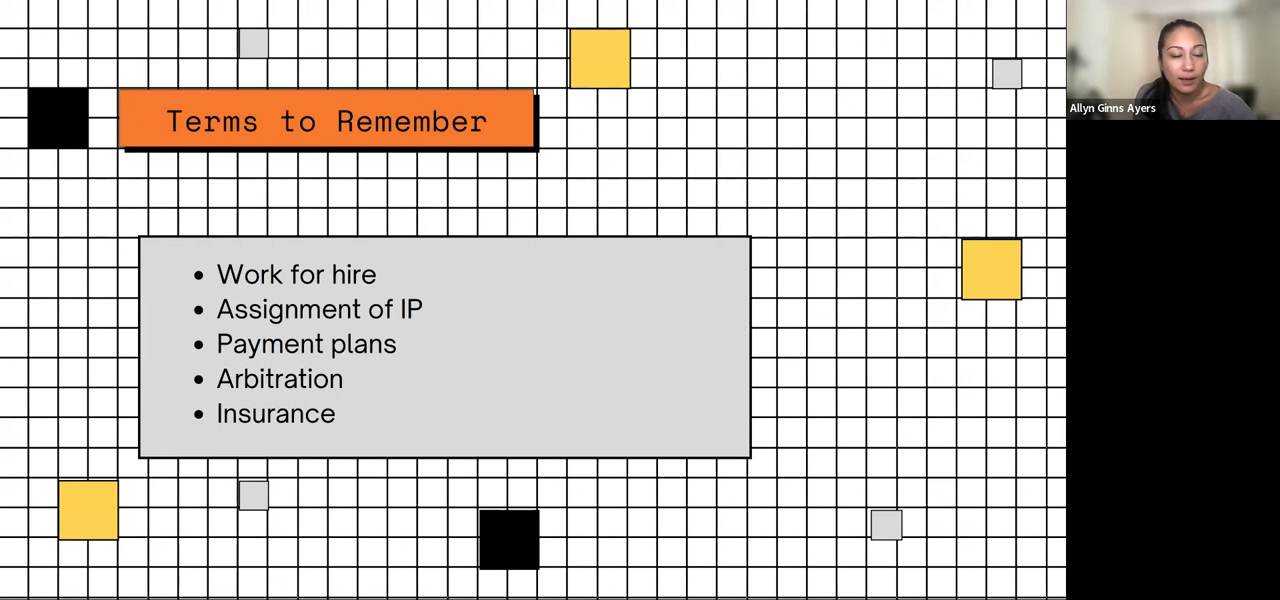 Terms to Remember
Allyn Ginns Ayers
Work for hire
Assignment of IP
Payment plans
Arbitration
Insurance